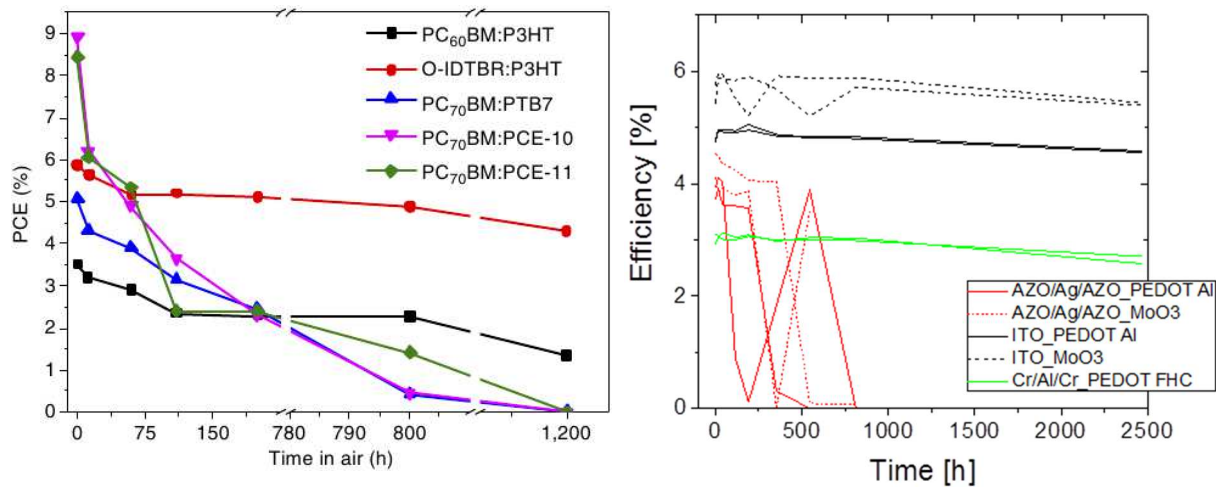 PCE (%)
9
8
7
6
5
4
3
2
1
0
PC₆₀BM:P3HT
O-IDTBR:P3HT
PC₇₀BM:PTB7
PC₇₀BM:PCE-10
PC₇₀BM:PCE-11
0 75 150 780 790 800 1,200
Time in air (h)
Efficiency [%]
8
6
4
2
0
AZO/Ag/AZO_PEDOT Al
AZO/Ag/AZO_MoO3
ITO_PEDOT Al
ITO_MoO3
Cr/Al/Cr_PEDOT FHC
0 500 1000 1500 2000 2500
Time [h]